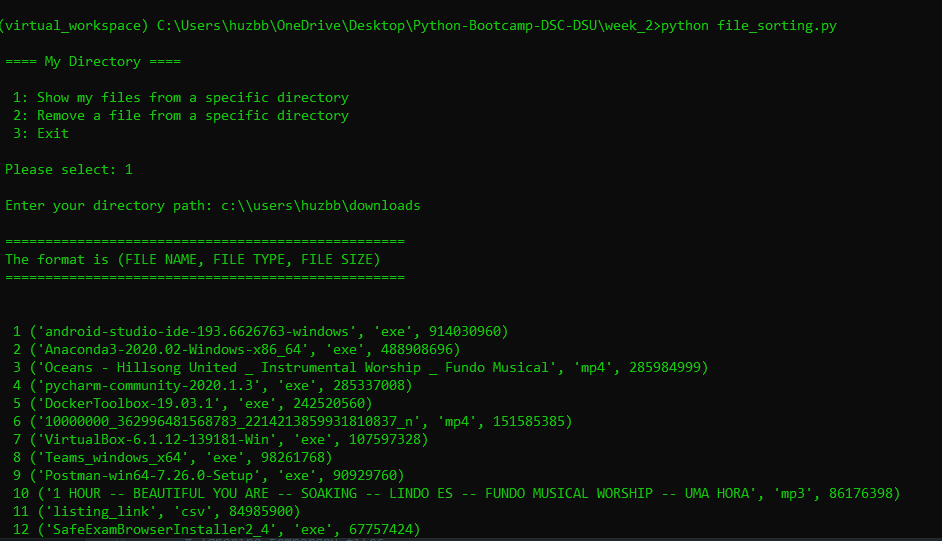 (virtual_workspace) C:\Users\huzbb\OneDrive\Desktop\Python-Bootcamp-DSC-DSU\week_2>python file_sorting.py
==== My Directory ====
1: Show my files from a specific directory
2: Remove a file from a specific directory
3: Exit
Please select: 1
Enter your directory path: c:\\users\huzbb\downloads
==================================================
The format is (FILE NAME, FILE TYPE, FILE SIZE)
==================================================
1 ('android-studio-ide-193.6626763-windows', 'exe', 914030960)
2 ('Anaconda3-2020.02-Windows-x86_64', 'exe', 488908696)
3 ('Oceans - Hillsong United _ Instrumental Worship _ Fundo Musical', 'mp4', 285984999)
4 ('pycharm-community-2020.1.3', 'exe', 285337008)
5 ('DockerToolbox-19.03.1', 'exe', 242520560)
6 ('10000000_362996481568783_2214213859931810837_n', 'mp4', 151585385)
7 ('VirtualBox-6.1.12-139181-Win', 'exe', 107597328)
8 ('Teams_windows_x64', 'exe', 98261768)
9 ('Postman-win64-7.26.0-Setup', 'exe', 90929760)
10 ('1 HOUR -- BEAUTIFUL YOU ARE -- SOAKING -- LINDO ES -- FUNDO MUSICAL WORSHIP -- UMA HORA', 'mp3', 86176398)
11 ('listing_link', 'csv', 84985900)
12 ('SafeExamBrowserInstaller2_4', 'exe', 67757424)